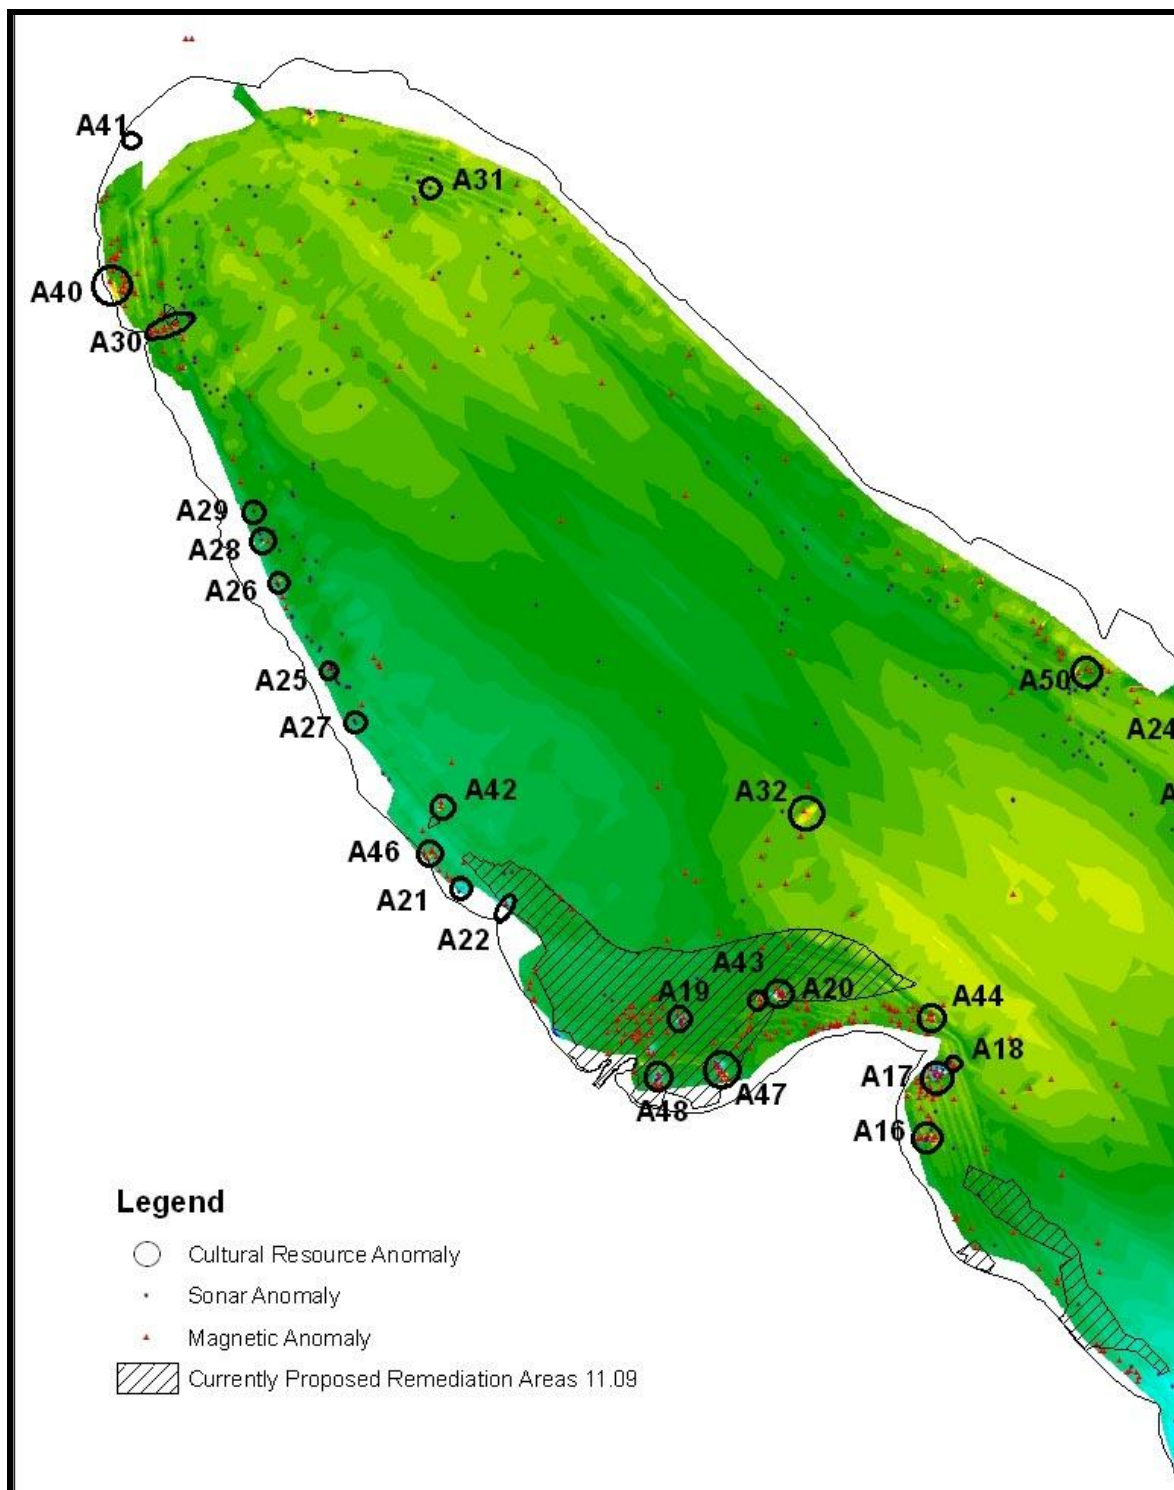 A41
A31
A40
A30
A29
A28
A26
A25
A50
A27
A24
A42
A32
A
A46
A21
A22
A43
A20
A19
A44
A18
A17
A47
A48
A16
Legend
Cultural Resource Anomaly
Sonar Anomaly
Magnetic Anomaly
Currently Proposed Remediation Areas 11.09